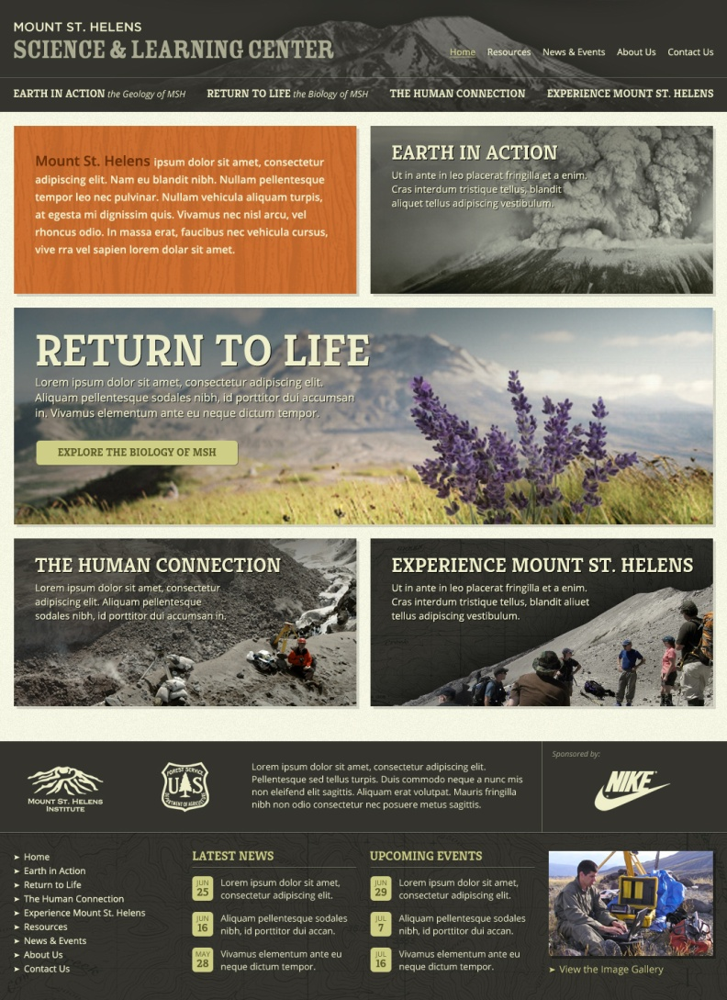 MOUNT ST. HELENS
SCIENCE & LEARNING CENTER
Home Resources News & Events About Us Contact Us
EARTH IN ACTION the Geology of MSH RETURN TO LIFE the Biology of MSH THE HUMAN CONNECTION EXPERIENCE MOUNT ST. HELENS
Mount St. Helens ipsum dolor sit amet, consectetur
adipiscing elit. Nam eu blandit nibh. Nullam pellentesque
tempor leo nec pulvinar. Nullam vehicula aliquam turpis,
at egesta mi dignissim quis. Vivamus nec nisl arcu, vel
rhoncus odio. In massa erat, faucibus nec vehicula cursus,
vive rra vel sapien lorem dolar sit amet.
EARTH IN ACTION
Ut in ante in leo placerat fringilla et a enim.
Cras interdum tristique tellus, blandit
aliquet tellus adipiscing vestibulum.
RETURN TO LIFE
Lorem ipsum dolor sit amet, consectetur adipiscing elit.
Aliquam pellentesque sodales nibh, id porttitor dui accumsan
in. Vivamus elementum ante eu neque dictum tempor.
EXPLORE THE BIOLOGY OF MSH
THE HUMAN CONNECTION
Lorem ipsum dolor sit amet, consectetur
adipiscing elit. Aliquam pellentesque
sodales nibh, id porttitor dui accumsan in.
EXPERIENCE MOUNT ST. HELENS
Ut in ante in leo placerat fringilla et a enim.
Cras interdum tristique tellus, blandit aliuet
tellus adipiscing vestibulum.
MOUNT ST. HELENS
INSTITUTE
FOREST SERVICE
U S
DEPARTMENT OF AGRICULTURE
Lorem ipsum dolor sit amet, consectetur adipiscing elit.
Pellentesque sed tellus turpis. Duis commodo neque a nunc mis
non eleifend elit sagittis. Aliquam erat volutpat. Mauris fringilla
nibh non odio consectetur nec posuere metus sagittis.
Sponsored by:
NIKE
Home
Earth in Action
Return to Life
The Human Connection
Experience Mount St. Helens
Resources
News & Events
About Us
Contact Us
LATEST NEWS
JUN
25
Lorem ipsum dolor sit amet,
consectetur adipiscing elit.
JUN
16
Aliquam pellentesque sodales
nibh, id porttitor dui accan.
MAY
28
Vivamus elementum ante eu
neque dictum tempor.
UPCOMING EVENTS
JUN
29
Lorem ipsum dolor sit amet,
consectetur adipiscing elit.
JUL
7
Aliquam pellentesque sodales
nibh, id porttitor dui accan.
JUL
16
Vivamus elementum ante eu
neque dictum tempor.
View the Image Gallery